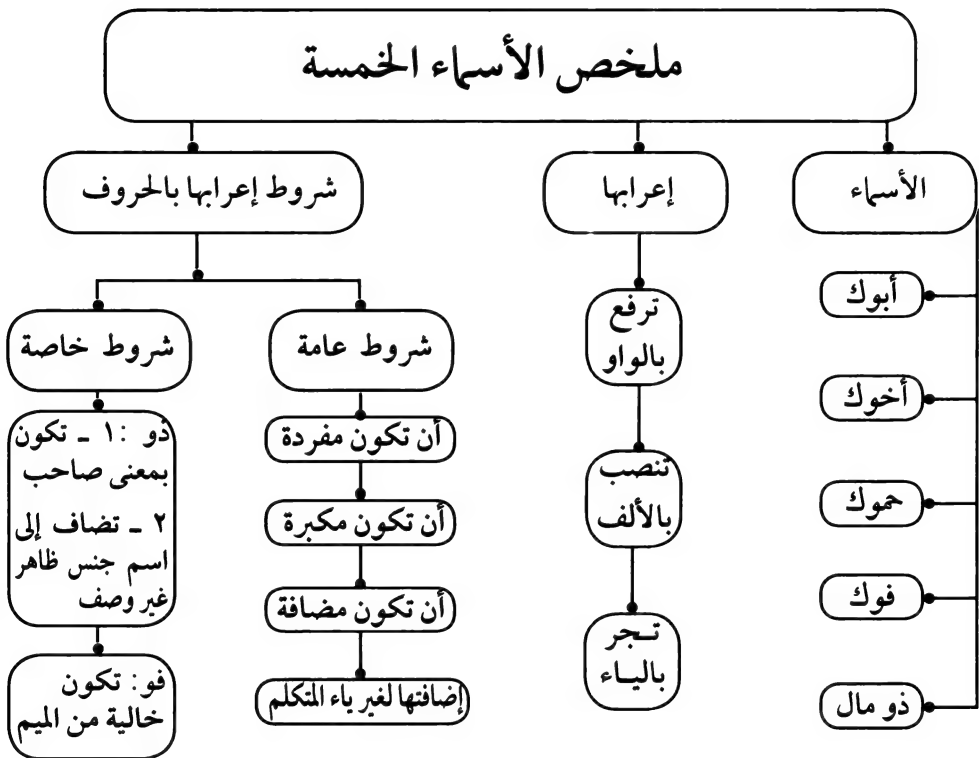 ملخص الأسماء الخمسة
الأسماء
أبوك
أخوك
حموك
فوك
ذو مال
إعرابها
ترفع
بالواو
تنصب
بالألف
تـجر
باليـاء
شروط إعرابها بالحروف
شروط عامة
أن تكون مفردة
أن تكون مكبرة
أن تكون مضافة
إضافتها لغير ياء المتكلم
شروط خاصة
ذو : ١ ـ تكون
بمعنى صاحب
٢ ـ تضاف إلى
اسم جنس ظاهر
غير وصف
فو: تكون
خالية من الميم